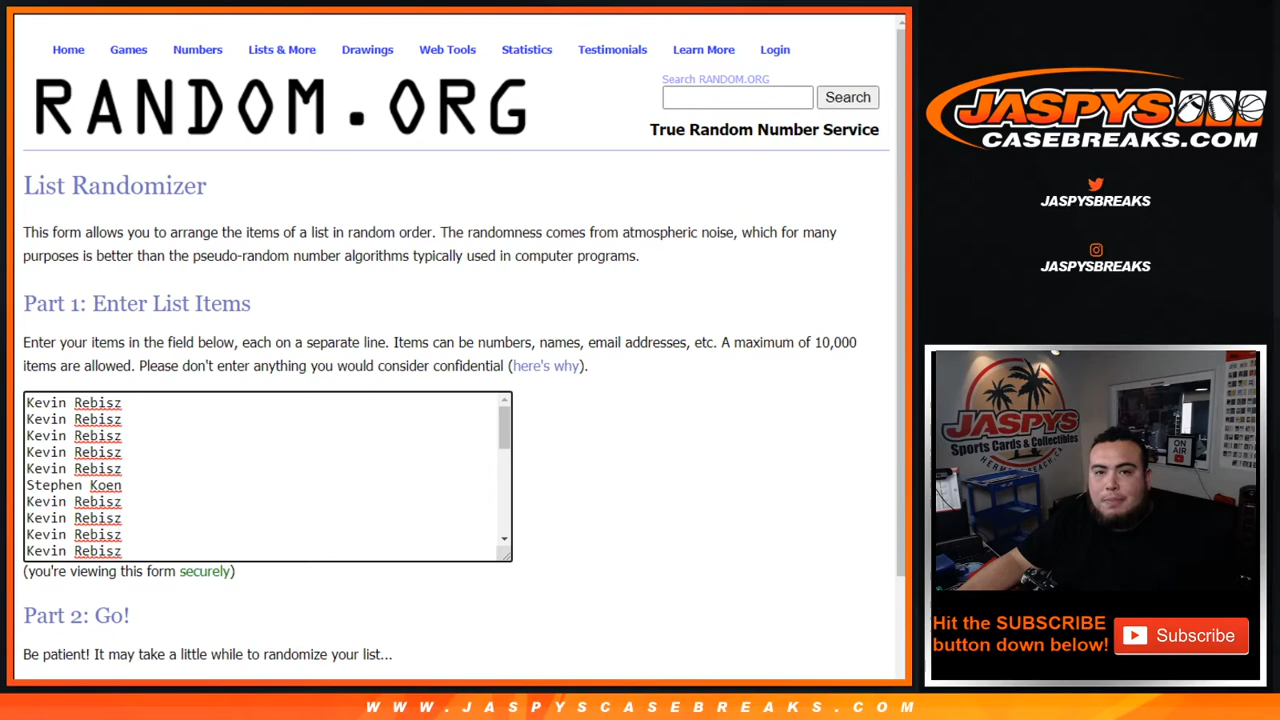 Home Games Numbers Lists & More Drawings Web Tools Statistics Testimonials Learn More Login
RANDOM.ORG
Search RANDOM.ORG
Search
True Random Number Service
List Randomizer
This form allows you to arrange the items of a list in random order. The randomness comes from atmospheric noise, which for many
purposes is better than the pseudo-random number algorithms typically used in computer programs.
Part 1: Enter List Items
Enter your items in the field below, each on a separate line. Items can be numbers, names, email addresses, etc. A maximum of 10,000
items are allowed. Please don't enter anything you would consider confidential (here's why).
Kevin Rebisz
Kevin Rebisz
Kevin Rebisz
Kevin Rebisz
Kevin Rebisz
Stephen Koen
Kevin Rebisz
Kevin Rebisz
Kevin Rebisz
Kevin Rebisz
(you're viewing this form securely)
Part 2: Go!
Be patient! It may take a little while to randomize your list...
JASPYS
CASEBREAKS.COM
JASPYSBREAKS
JASPYSBREAKS
JASPYS
Sports Cards & Collectibles
HERMOSA BEACH, CA
ON AIR
Hit the SUBSCRIBE
button down below!
Subscribe
WWW.JASPYSCASEBREAKS.COM